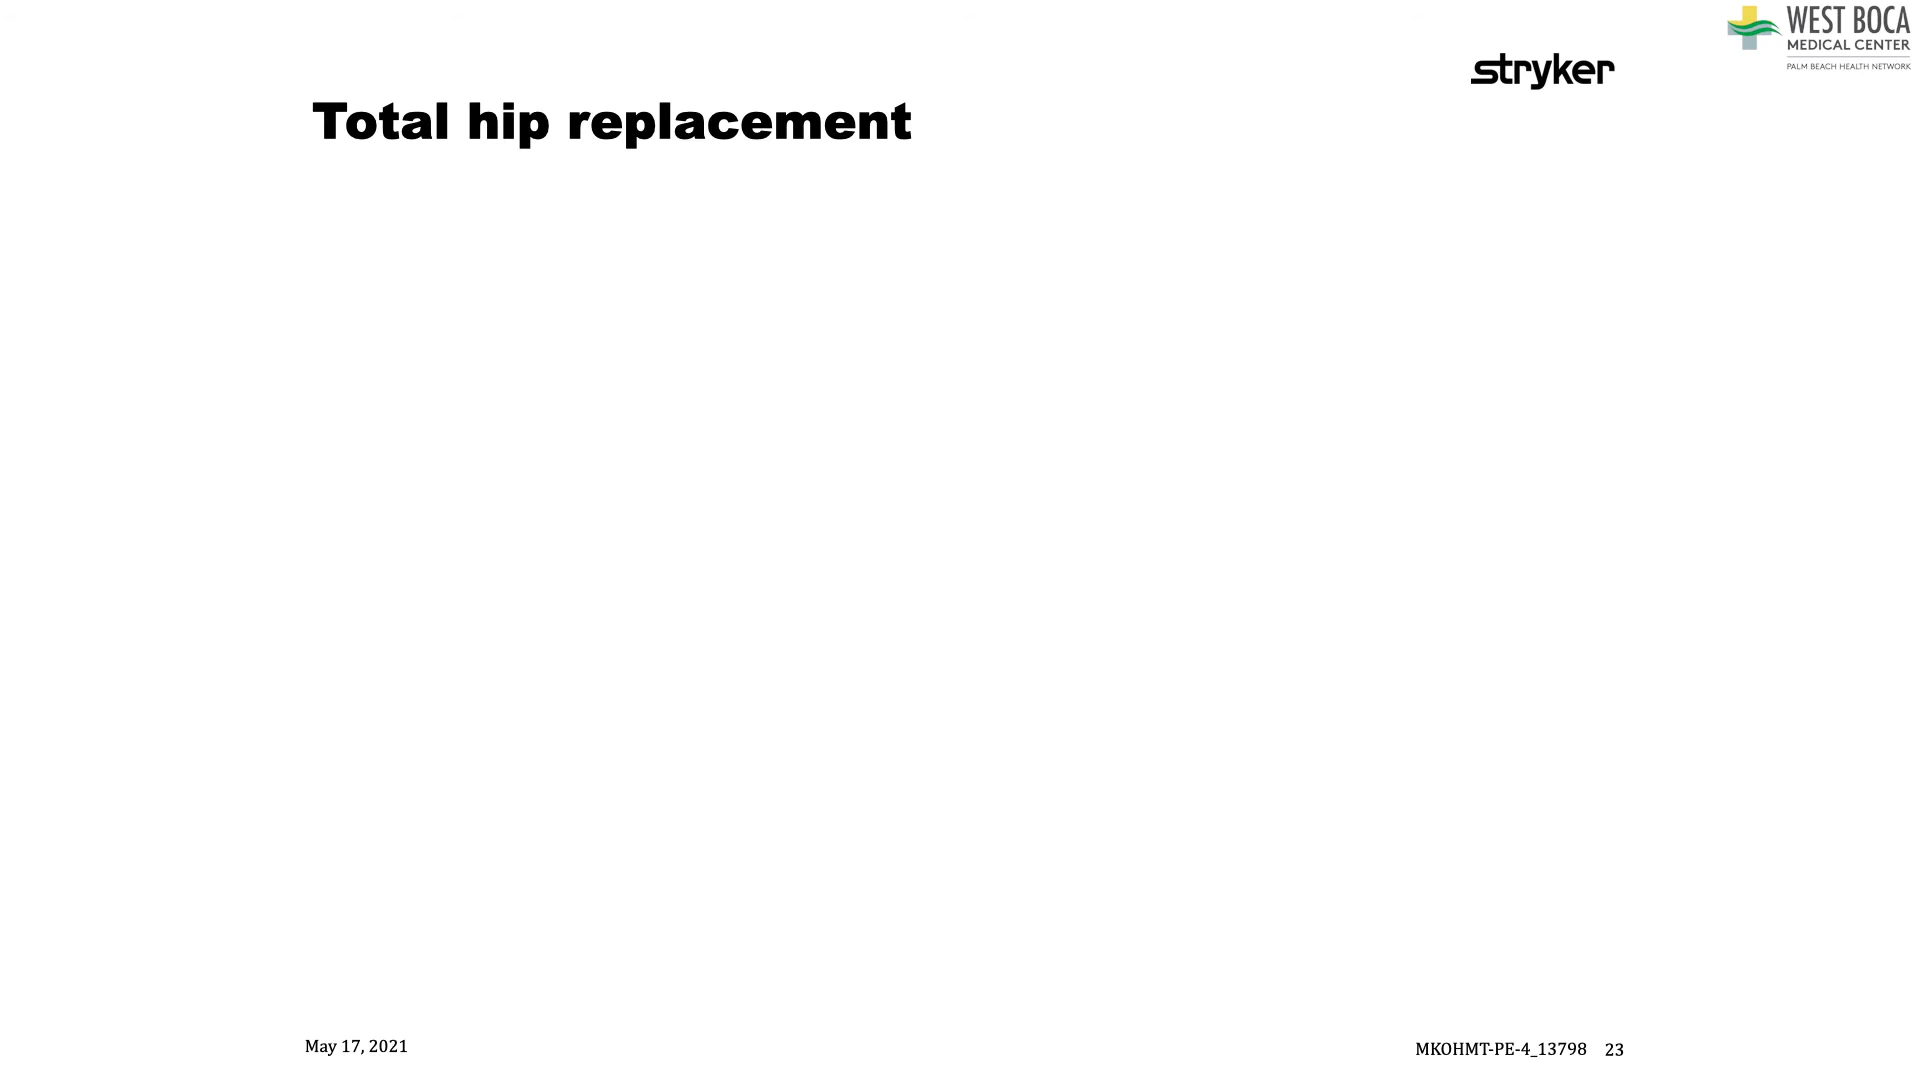 WEST BOCA
MEDICAL CENTER
PALM BEACH HEALTH NETWORK
stryker
Total hip replacement
May 17, 2021
MKOHMT-PE-4_13798 23